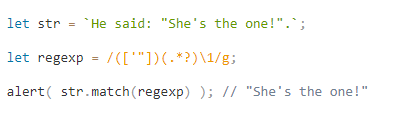 let str = `He said: "She's the one!".`;
let regexp = /(['"])(.*?)\1/g;
alert( str.match(regexp) ); // "She's the one!"